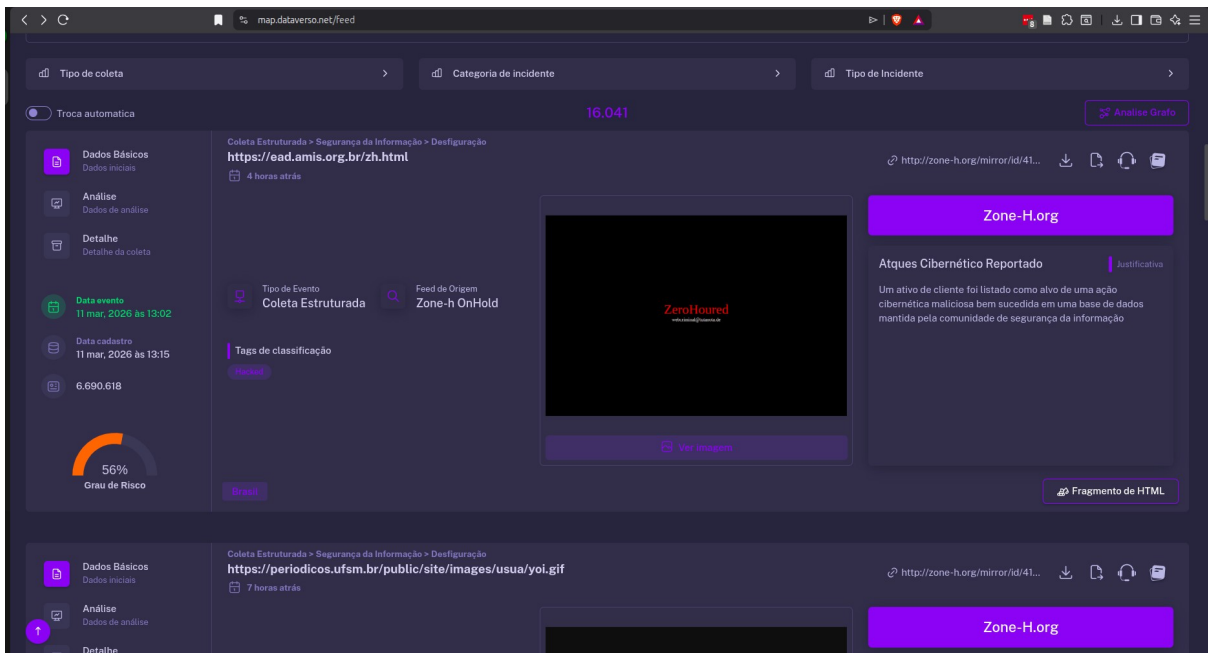 map.dataverso.net/feed
Tipo de coleta
Categoria de incidente
Tipo de Incidente
Troca automatica
16.041
Analise Grafo
Dados Básicos
Dados iniciais
Análise
Dados de análise
Detalhe
Detalhe da coleta
Data evento
11 mar, 2026 às 13:02
Data cadastro
11 mar, 2026 às 13:15
6.690.618
56%
Grau de Risco
Coleta Estruturada > Segurança da Informação > Desfiguração
https://ead.amis.org.br/zh.html
4 horas atrás
http://zone-h.org/mirror/id/41...
Tipo de Evento
Coleta Estruturada
Feed de Origem
Zone-h OnHold
Tags de classificação
Brasil
ZeroHoured
Ver imagem
Zone-H.org
Atques Cibernético Reportado
Justificativa
Um ativo de cliente foi listado como alvo de uma ação
cibernética maliciosa bem sucedida em uma base de dados
mantida pela comunidade de segurança da informação
Fragmento de HTML
Dados Básicos
Dados iniciais
Análise
Dados de análise
Detalhe
Coleta Estruturada > Segurança da Informação > Desfiguração
https://periodicos.ufsm.br/public/site/images/usua/yoi.gif
7 horas atrás
http://zone-h.org/mirror/id/41...
Zone-H.org